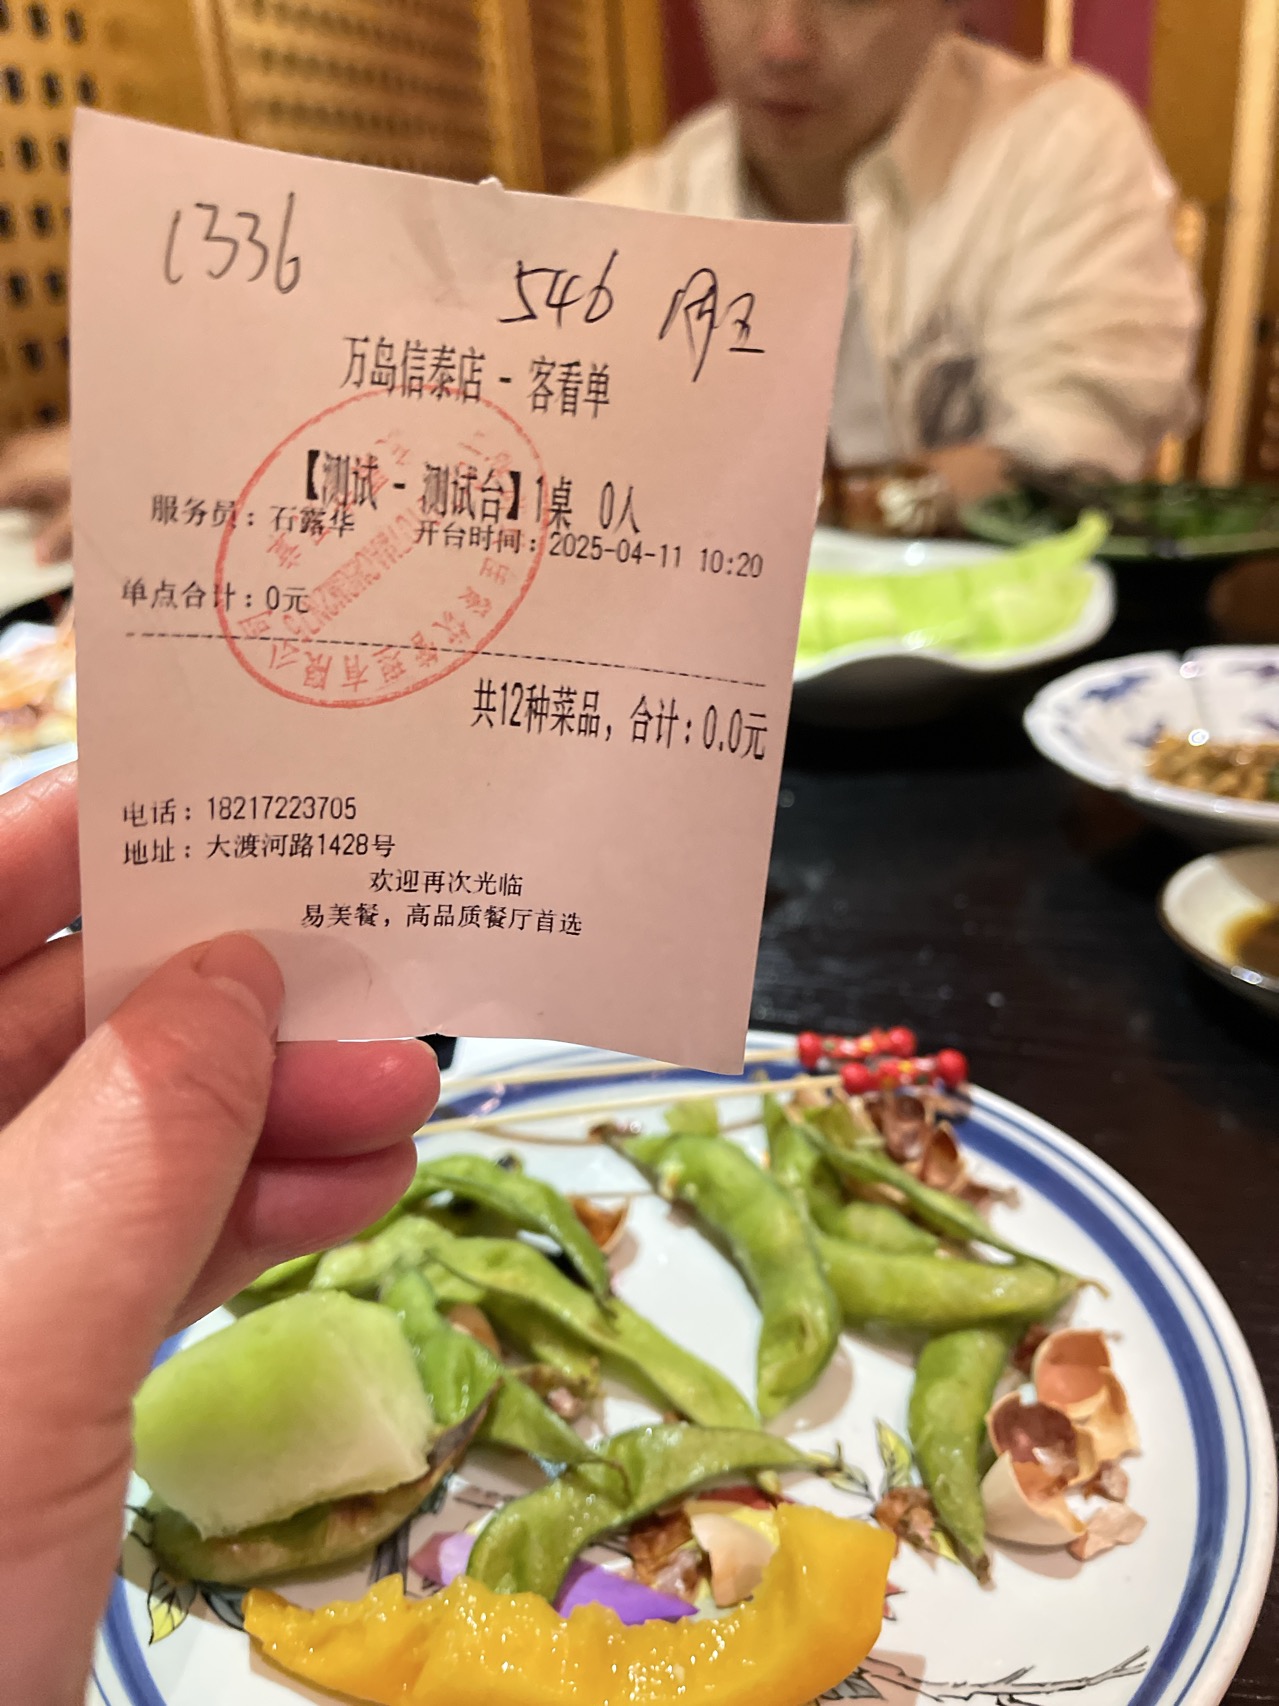 1336
546
万岛信泰店 - 客看单
【测试 - 测试台】1桌 0人
服务员：石露华 开台时间：2025-04-11 10:20
单点合计：0元
共12种菜品，合计：0.0元
电话：18217223705
地址：大渡河路1428号
欢迎再次光临
易美餐，高品质餐厅首选